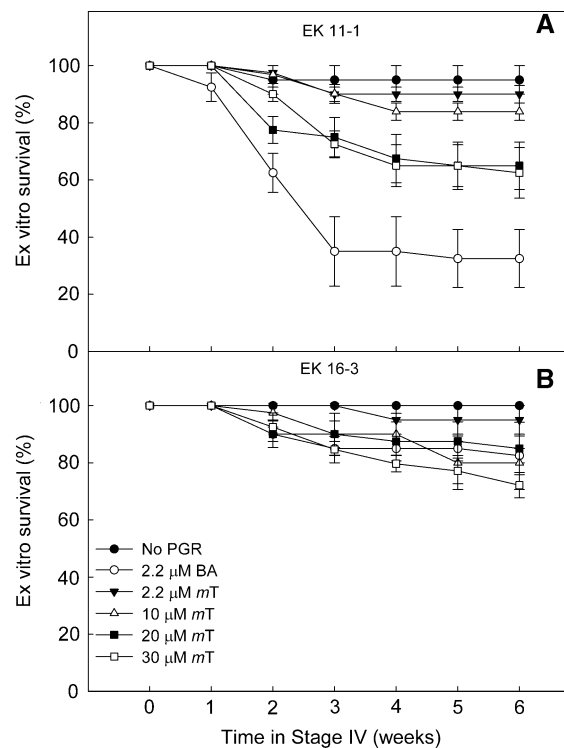 EK 11-1
A
100
80
60
40
20
0
Ex vitro survival (%)
EK 16-3
B
100
80
60
40
20
0
Ex vitro survival (%)
No PGR
2.2 μM BA
2.2 μM mT
10 μM mT
20 μM mT
30 μM mT
0 1 2 3 4 5 6
Time in Stage IV (weeks)